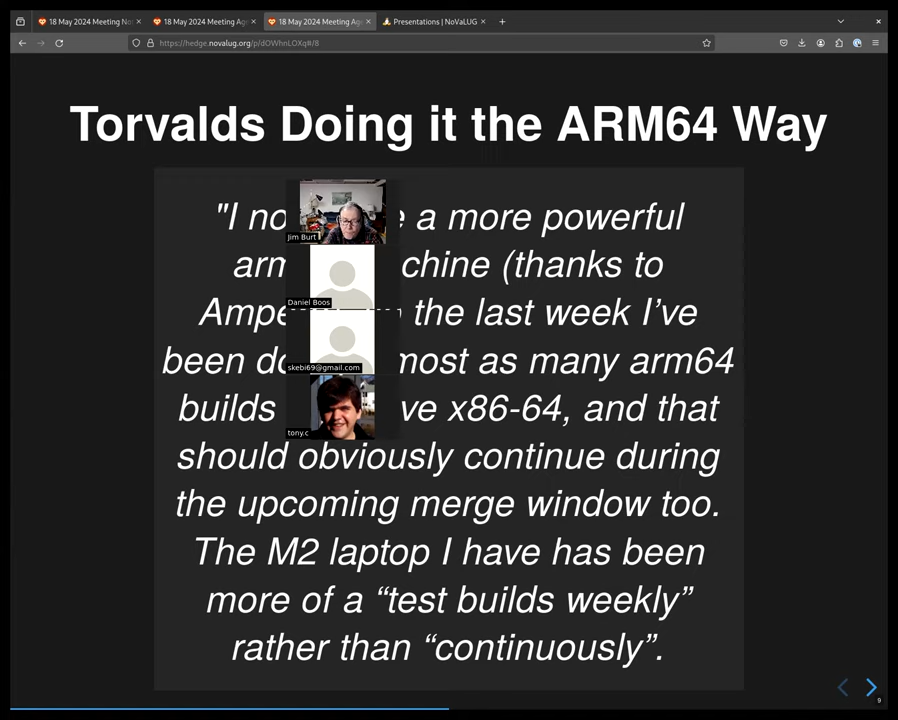 18 May 2024 Meeting No
18 May 2024 Meeting Age
18 May 2024 Meeting Age
Presentations | NoVaLUG
https://hedge.novalug.org/p/dOWhnLOXq#/8
Torvalds Doing it the ARM64 Way
"I no a more powerful
arm chine (thanks to
Ampe the last week I've
been do most as many arm64
builds ve x86-64, and that
should obviously continue during
the upcoming merge window too.
The M2 laptop I have has been
more of a “test builds weekly”
rather than “continuously”.
Jim Burt
Daniel Boos
skebi69@gmail.com
tony.c
9